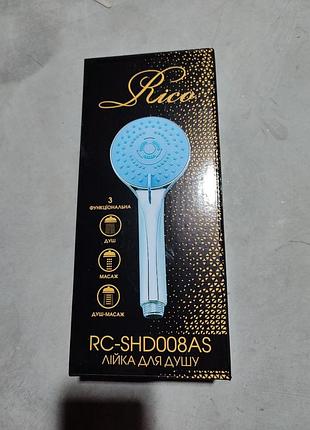 Rico
3
ФУНКЦІОНАЛЬНА
ДУШ
МАСАЖ
ДУШ-МАСАЖ
RC-SHD008AS
ЛІЙКА ДЛЯ ДУШУ